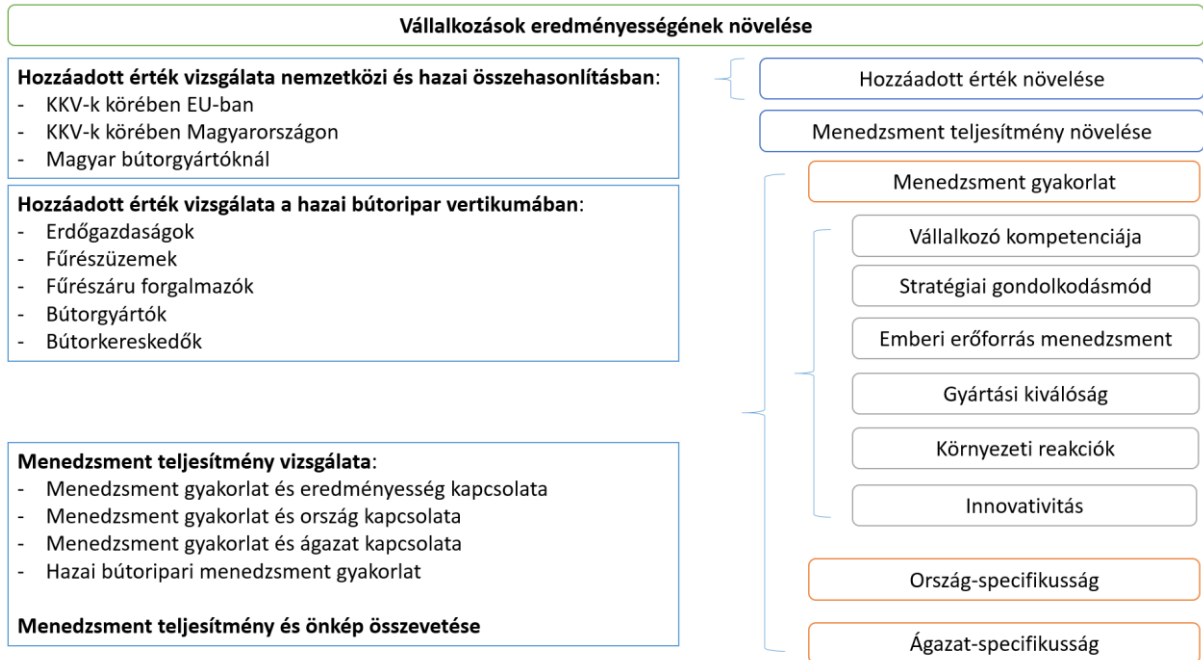 Vállalkozások eredményességének növelése
Hozzáadott érték vizsgálata nemzetközi és hazai összehasonlításban:
- KKV-k körében EU-ban
- KKV-k körében Magyarországon
- Magyar bútorgyártóknál
Hozzáadott érték vizsgálata a hazai bútoripar vertikumában:
- Erdőgazdaságok
- Fűrészüzemek
- Fűrészáru forgalmazók
- Bútorgyártók
- Bútorkereskedők
Menedzsment teljesítmény vizsgálata:
- Menedzsment gyakorlat és eredményesség kapcsolata
- Menedzsment gyakorlat és ország kapcsolata
- Menedzsment gyakorlat és ágazat kapcsolata
- Hazai bútoripari menedzsment gyakorlat
Menedzsment teljesítmény és önkép összevetése
Hozzáadott érték növelése
Menedzsment teljesítmény növelése
Menedzsment gyakorlat
Vállalkozó kompetenciája
Stratégiai gondolkodásmód
Emberi erőforrás menedzsment
Gyártási kiválóság
Környezeti reakciók
Innovativitás
Ország-specifikusság
Ágazat-specifikusság